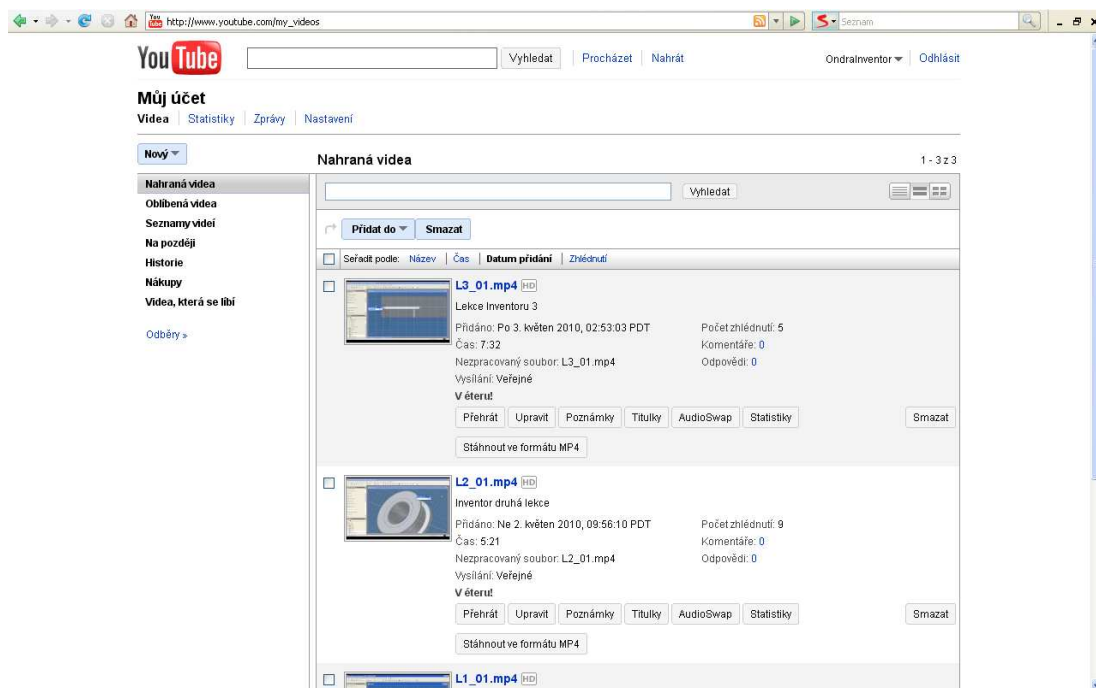 http://www.youtube.com/my_videos Seznam
YouTube Vyhledat Procházet Nahrát OndraInventor Odhlásit
Můj účet
Videa Statistiky Zprávy Nastavení
Nový
Nahraná videa 1 - 3 z 3
Nahraná videa
Vyhledat
Oblíbená videa
Seznamy videí
Na později
Historie
Nákupy
Videa, která se líbí
Odběry »
Přidat do Smazat
Seřadit podle: Název Čas Datum přidání Zhlédnutí
L3_01.mp4 HD
Lekce Inventoru 3
Přidáno: Po 3. květen 2010, 02:53:03 PDT Počet zhlédnutí: 5
Čas: 7:32 Komentáře: 0
Nezpracovaný soubor: L3_01.mp4 Odpovědi: 0
Vysílání: Veřejné
V éteru!
Přehrát Upravit Poznámky Titulky AudioSwap Statistiky Smazat
Stáhnout ve formátu MP4
L2_01.mp4 HD
Inventor druhá lekce
Přidáno: Ne 2. květen 2010, 09:56:10 PDT Počet zhlédnutí: 9
Čas: 5:21 Komentáře: 0
Nezpracovaný soubor: L2_01.mp4 Odpovědi: 0
Vysílání: Veřejné
V éteru!
Přehrát Upravit Poznámky Titulky AudioSwap Statistiky Smazat
Stáhnout ve formátu MP4
L1_01.mp4 HD